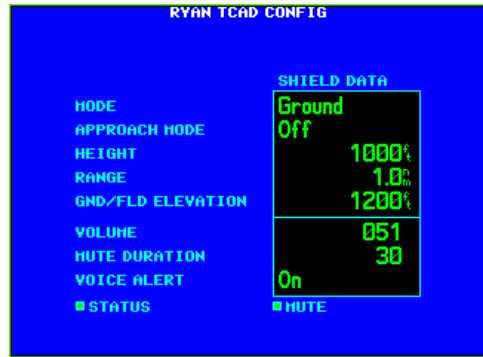 RYAN TCAD CONFIG
SHIELD DATA
MODE Ground
APPROACH MODE Off
HEIGHT 1000ft
RANGE 1.0nm
GND/FLD ELEVATION 1200ft
VOLUME 051
MUTE DURATION 30
VOICE ALERT On
STATUS MUTE